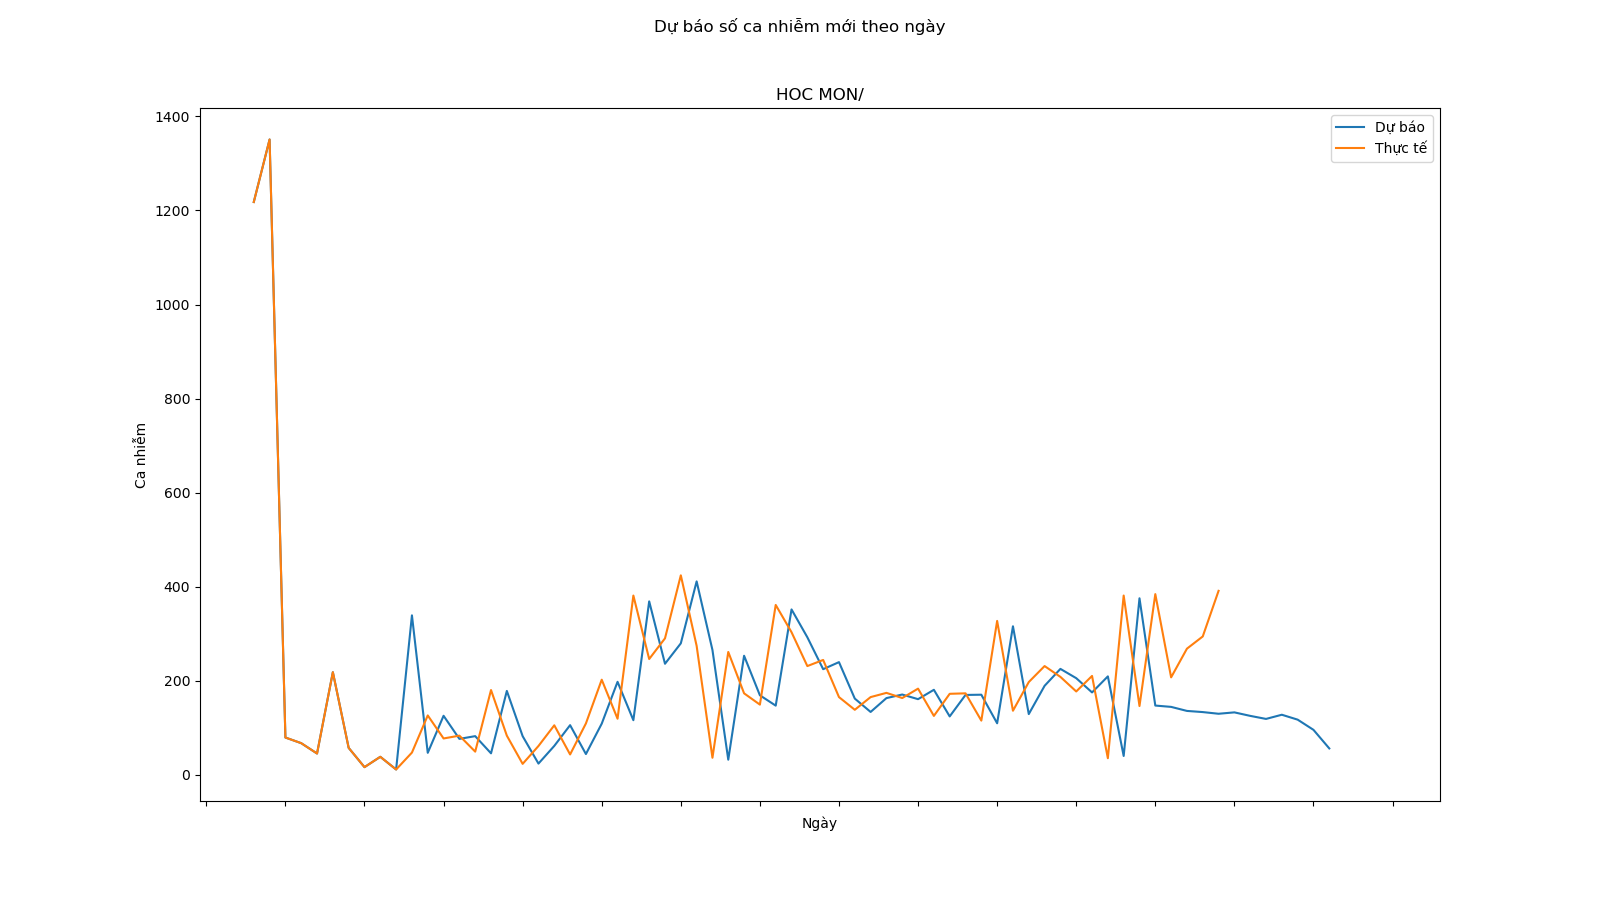 Dự báo số ca nhiễm mới theo ngày
HOC MON/
Dự báo
Thực tế
1400
1200
1000
800
600
400
200
0
Ca nhiễm
Ngày